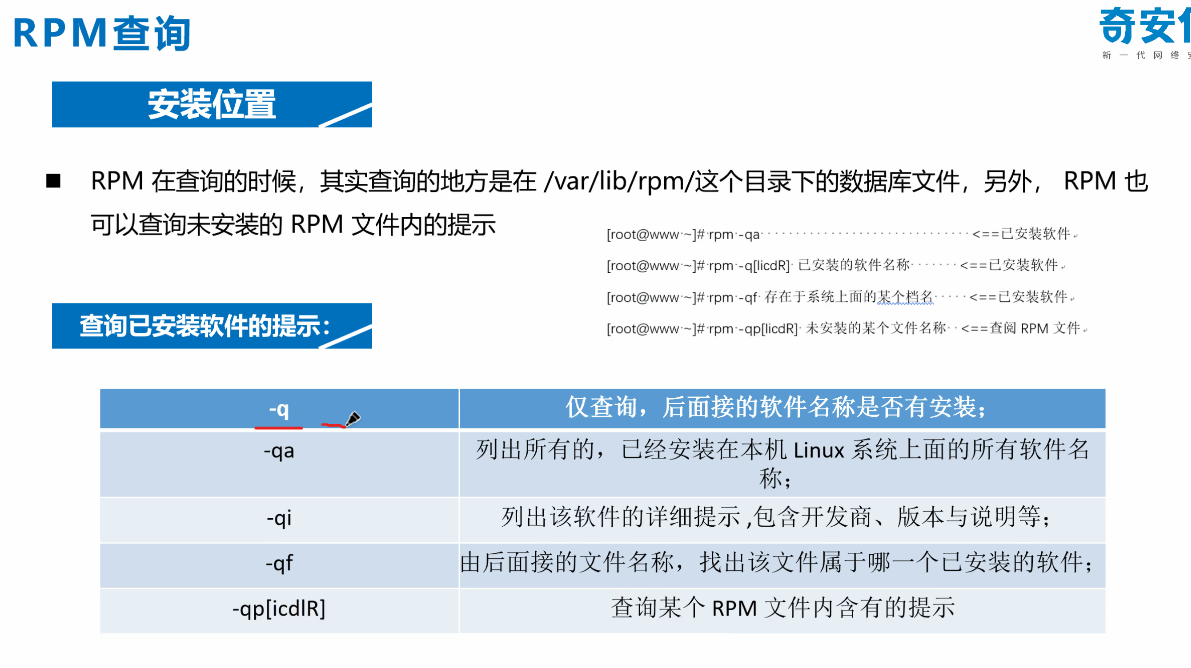 RPM查询
奇安信
新一代网络安
安装位置
■ RPM 在查询的时候，其实查询的地方是在 /var/lib/rpm/这个目录下的数据库文件，另外， RPM 也
可以查询未安装的 RPM 文件内的提示
[root@www ~]# rpm -qa <==已安装软件
[root@www ~]# rpm -q[licdR] 已安装的软件名称 <==已安装软件
[root@www ~]# rpm -qf 存在于系统上面的某个档名 <==已安装软件
[root@www ~]# rpm -qp[licdR] 未安装的某个文件名称 <==查阅 RPM 文件
查询已安装软件的提示：
-q 仅查询，后面接的软件名称是否有安装；
-qa 列出所有的，已经安装在本机 Linux 系统上面的所有软件名
称；
-qi 列出该软件的详细提示 ,包含开发商、版本与说明等；
-qf 由后面接的文件名称，找出该文件属于哪一个已安装的软件；
-qp[icdlR] 查询某个 RPM 文件内含有的提示